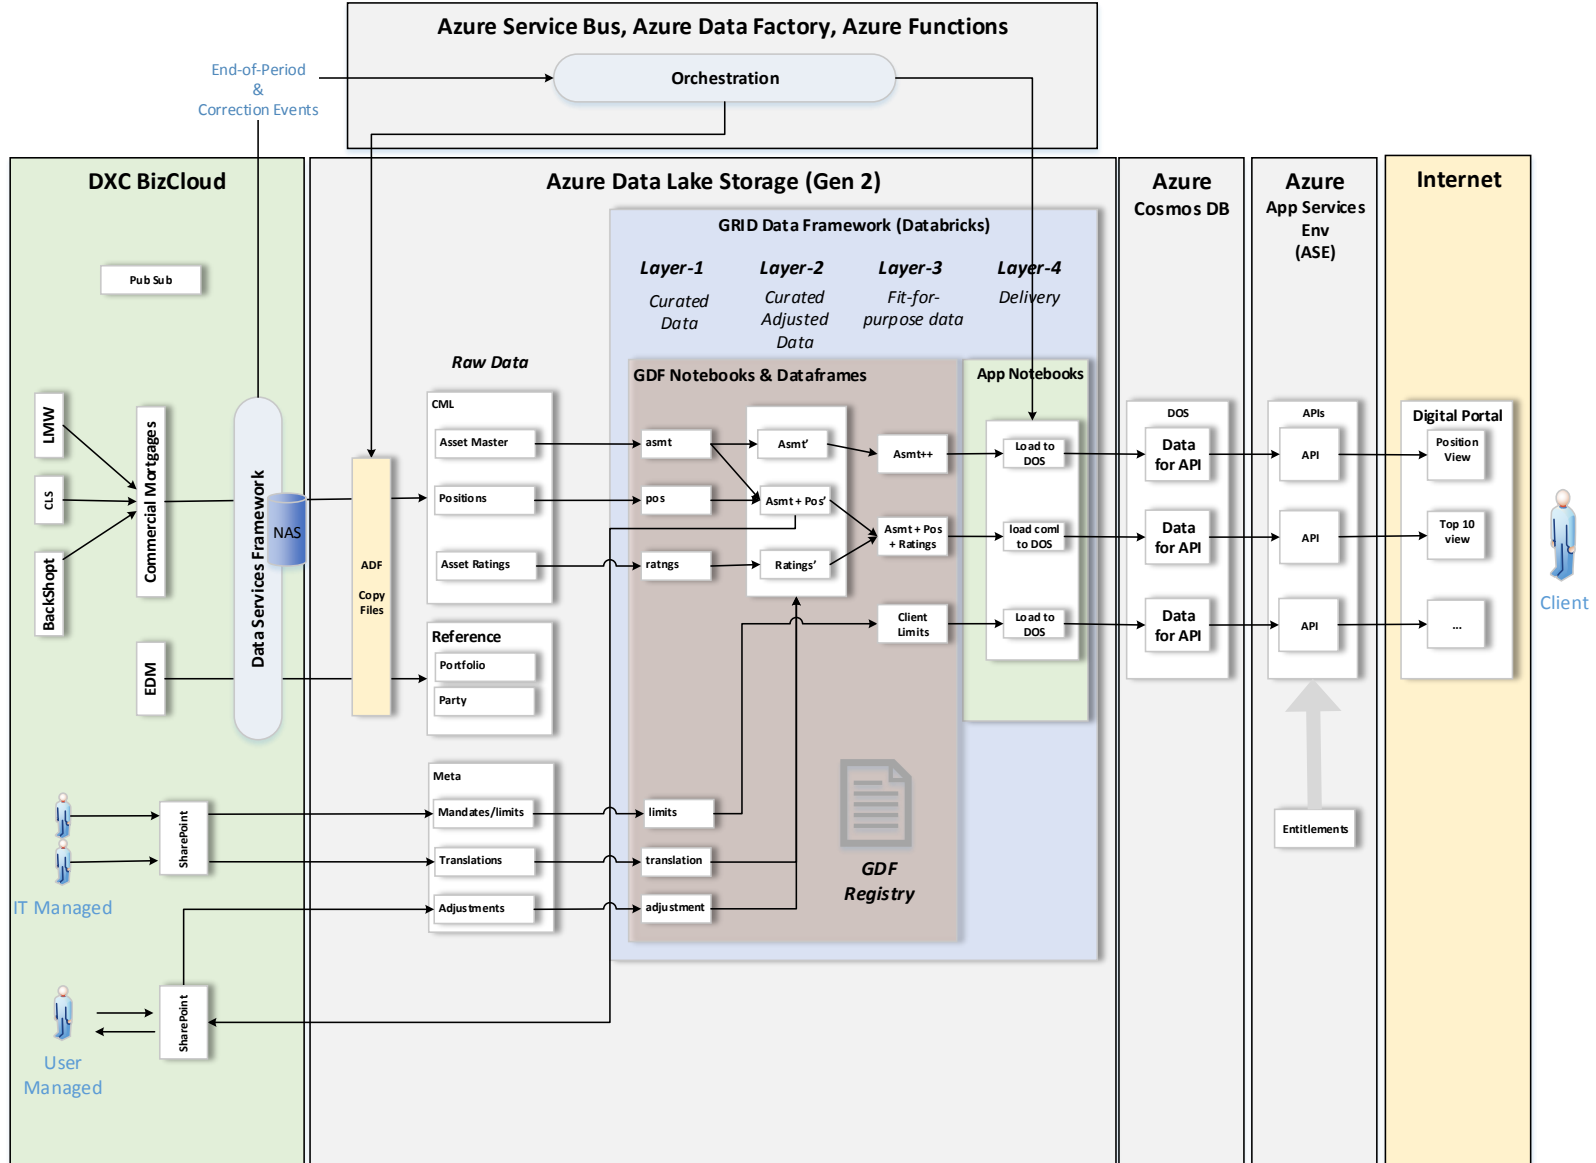 Azure Service Bus, Azure Data Factory, Azure Functions
End-of-Period
&
Correction Events
Orchestration
DXC BizCloud
Azure Data Lake Storage (Gen 2)
Azure
Cosmos DB
Azure
App Services
Env
(ASE)
Internet
GRID Data Framework (Databricks)
Pub Sub
Layer-1
Curated
Data
Layer-2
Curated
Adjusted
Data
Layer-3
Fit-for-
purpose data
Layer-4
Delivery
Raw Data
GDF Notebooks & Dataframes
App Notebooks
LMW
CLS
BackShopt
Commercial Mortgages
EDM
Data Services Framework
NAS
ADF
Copy
Files
CML
Asset Master
Positions
Asset Ratings
Reference
Portfolio
Party
Meta
Mandates/limits
Translations
Adjustments
asmt
pos
ratngs
limits
translation
adjustment
Asmt'
Asmt + Pos'
Ratings'
Asmt++
Asmt + Pos
+ Ratings
Client
Limits
GDF
Registry
Load to
DOS
load coml
to DOS
Load to
DOS
DOS
Data
for API
Data
for API
Data
for API
APIs
API
API
API
Entitlements
Digital Portal
Position
View
Top 10
view
...
Client
SharePoint
IT Managed
SharePoint
User
Managed